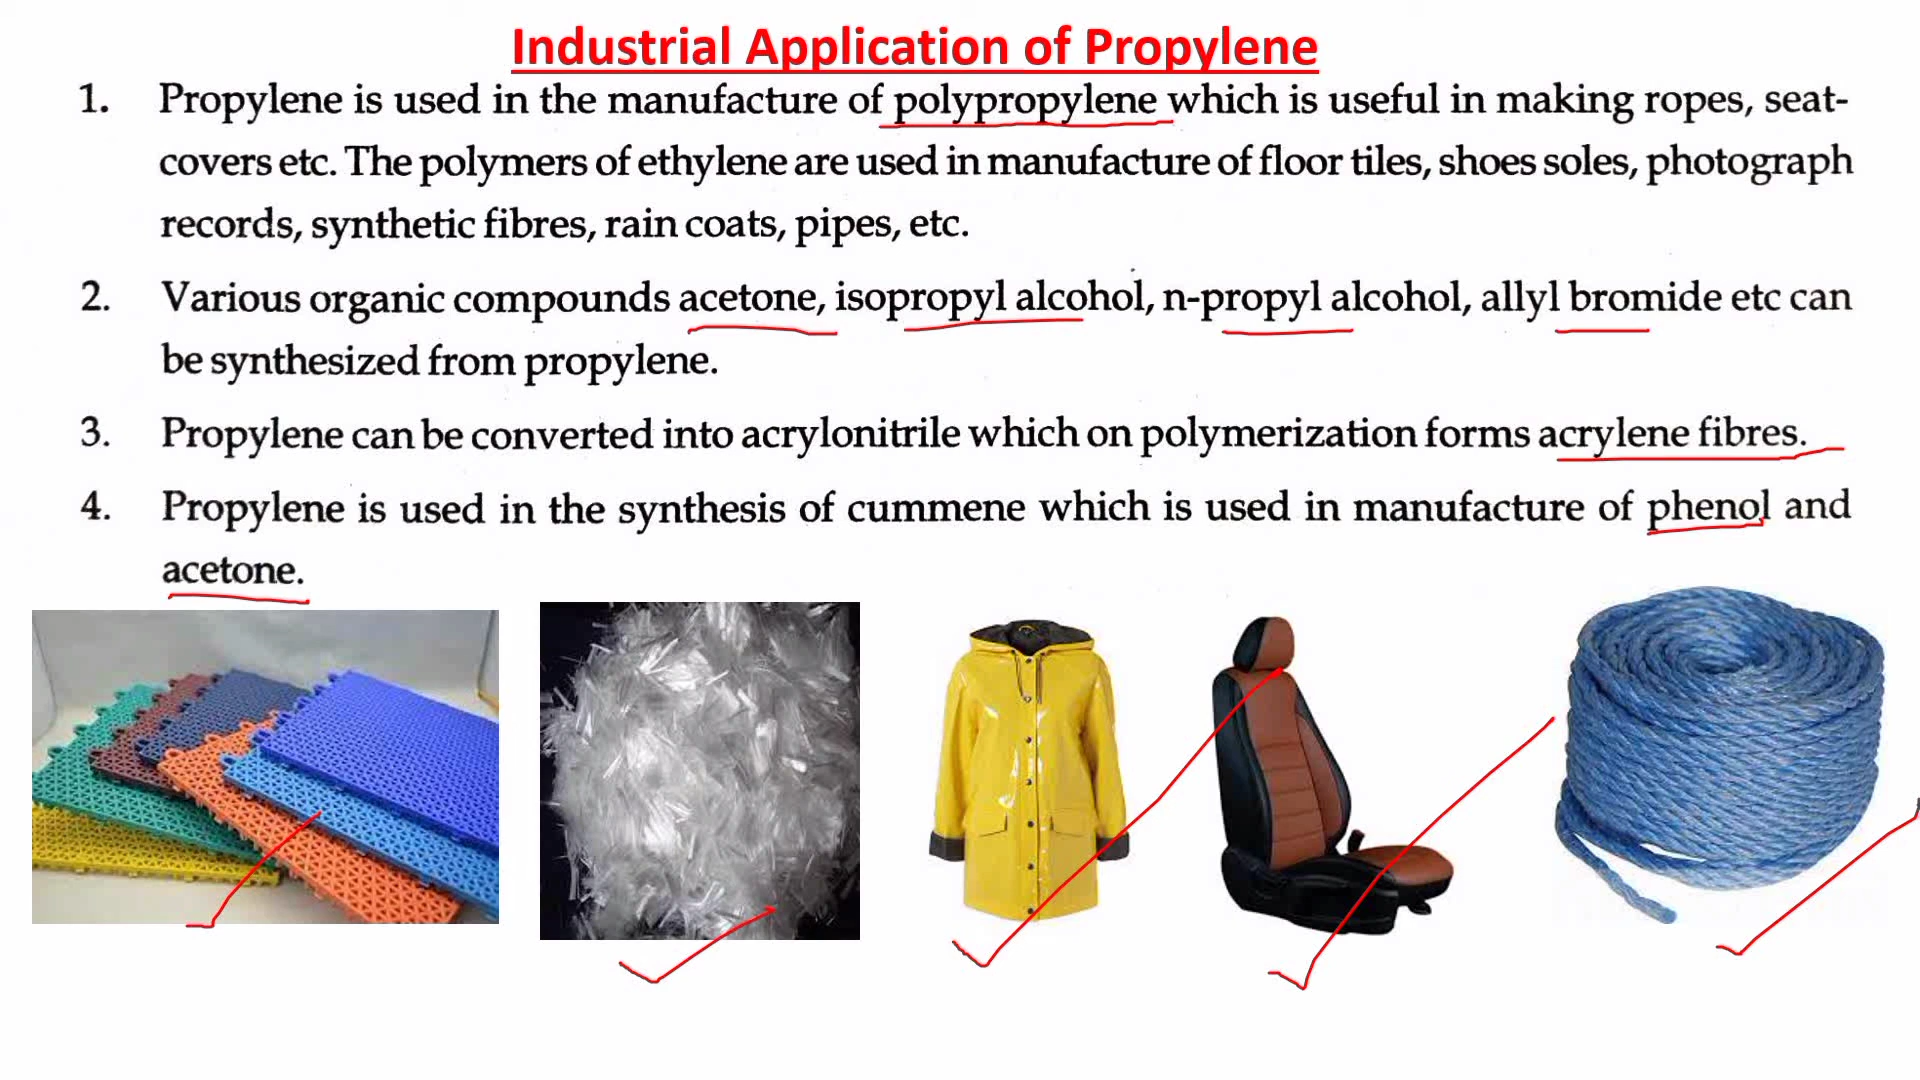 Industrial Application of Propylene
1. Propylene is used in the manufacture of polypropylene which is useful in making ropes, seat-
covers etc. The polymers of ethylene are used in manufacture of floor tiles, shoes soles, photograph
records, synthetic fibres, rain coats, pipes, etc.
2. Various organic compounds acetone, isopropyl alcohol, n-propyl alcohol, allyl bromide etc can
be synthesized from propylene.
3. Propylene can be converted into acrylonitrile which on polymerization forms acrylene fibres.
4. Propylene is used in the synthesis of cummene which is used in manufacture of phenol and
acetone.